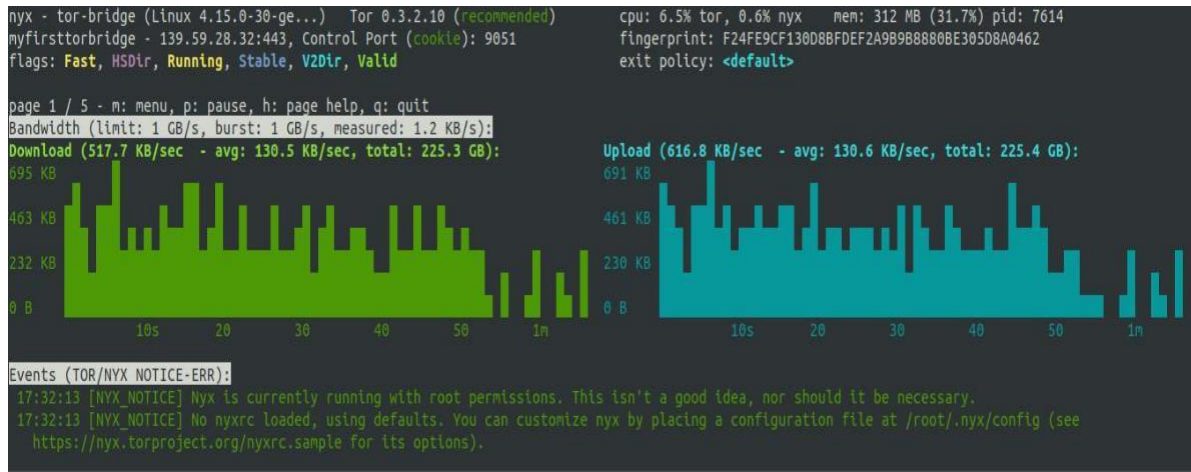 nyx - tor-bridge (Linux 4.15.0-30-ge...) Tor 0.3.2.10 (recommended) cpu: 6.5% tor, 0.6% nyx mem: 312 MB (31.7%) pid: 7614
myfirsttorbridge - 139.59.28.32:443, Control Port (cookie): 9051 fingerprint: F24FE9CF130D8BFDEF2A9B9B8880BE305D8A0462
flags: Fast, HSDir, Running, Stable, V2Dir, Valid exit policy: <default>
page 1 / 5 - m: menu, p: pause, h: page help, q: quit
Bandwidth (limit: 1 GB/s, burst: 1 GB/s, measured: 1.2 KB/s):
Download (517.7 KB/sec - avg: 130.5 KB/sec, total: 225.3 GB): Upload (616.8 KB/sec - avg: 130.6 KB/sec, total: 225.4 GB):
695 KB 691 KB
463 KB 461 KB
232 KB 230 KB
0 B 0 B
10s 20 30 40 50 1m 10s 20 30 40 50 1m
Events (TOR/NYX NOTICE-ERR):
17:32:13 [NYX_NOTICE] Nyx is currently running with root permissions. This isn't a good idea, nor should it be necessary.
17:32:13 [NYX_NOTICE] No nyxrc loaded, using defaults. You can customize nyx by placing a configuration file at /root/.nyx/config (see
https://nyx.torproject.org/nyxrc.sample for its options).